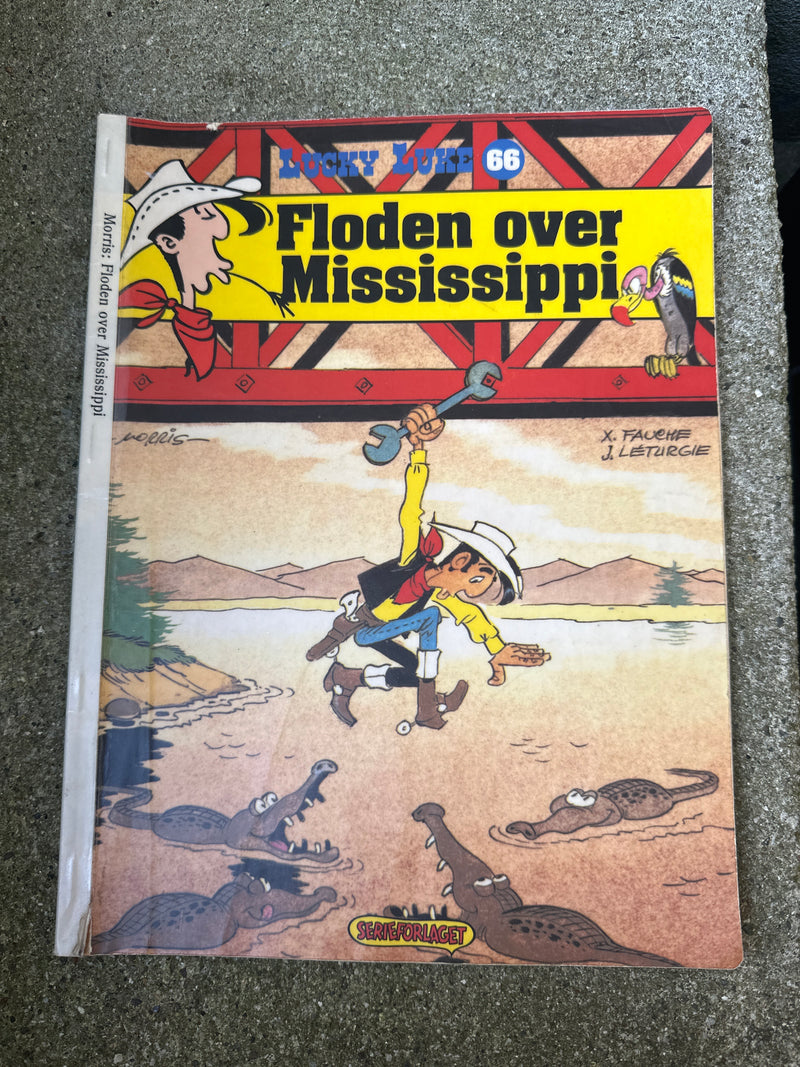 LUCKY LUKE 66
Floden over
Mississippi
MORRIS
X. FAUCHE
J. LÉTURGIE
SERIEFORLAGET
Morris: Floden over Mississippi